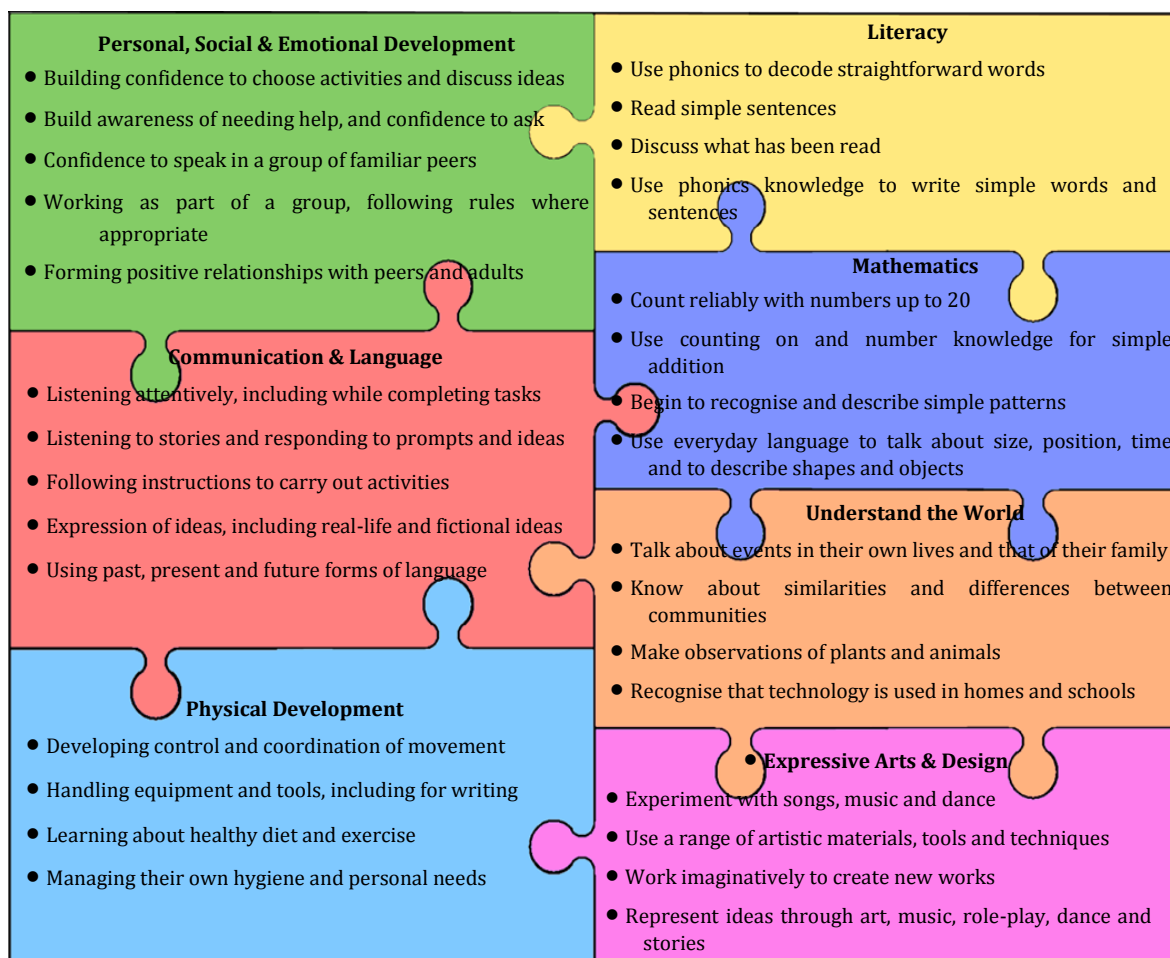 Personal, Social & Emotional Development
● Building confidence to choose activities and discuss ideas
● Build awareness of needing help, and confidence to ask
● Confidence to speak in a group of familiar peers
● Working as part of a group, following rules where
appropriate
● Forming positive relationships with peers and adults
Communication & Language
● Listening attentively, including while completing tasks
● Listening to stories and responding to prompts and ideas
● Following instructions to carry out activities
● Expression of ideas, including real-life and fictional ideas
● Using past, present and future forms of language
Physical Development
● Developing control and coordination of movement
● Handling equipment and tools, including for writing
● Learning about healthy diet and exercise
● Managing their own hygiene and personal needs
Literacy
● Use phonics to decode straightforward words
● Read simple sentences
● Discuss what has been read
● Use phonics knowledge to write simple words and
sentences
Mathematics
● Count reliably with numbers up to 20
● Use counting on and number knowledge for simple
addition
● Begin to recognise and describe simple patterns
● Use everyday language to talk about size, position, time
and to describe shapes and objects
Understand the World
● Talk about events in their own lives and that of their family
● Know about similarities and differences between
communities
● Make observations of plants and animals
● Recognise that technology is used in homes and schools
● Expressive Arts & Design
● Experiment with songs, music and dance
● Use a range of artistic materials, tools and techniques
● Work imaginatively to create new works
● Represent ideas through art, music, role-play, dance and
stories